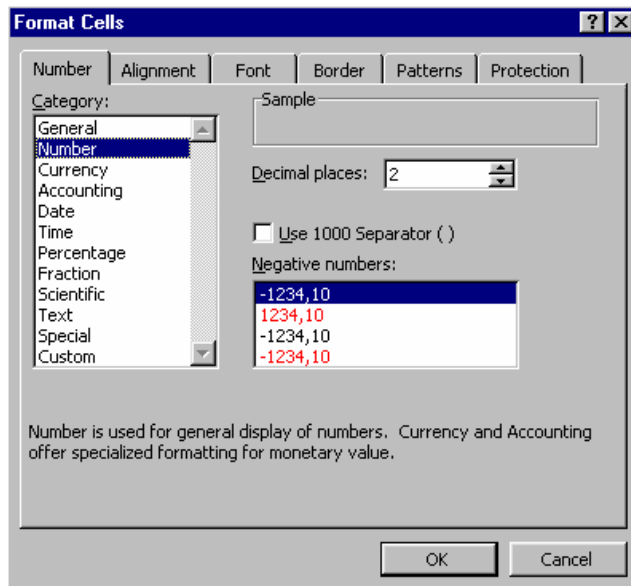 Format Cells
Number Alignment Font Border Patterns Protection
Category:
General
Number
Currency
Accounting
Date
Time
Percentage
Fraction
Scientific
Text
Special
Custom
Sample
Decimal places: 2
Use 1000 Separator ( )
Negative numbers:
-1234,10
1234,10
-1234,10
-1234,10
Number is used for general display of numbers. Currency and Accounting
offer specialized formatting for monetary value.
OK Cancel